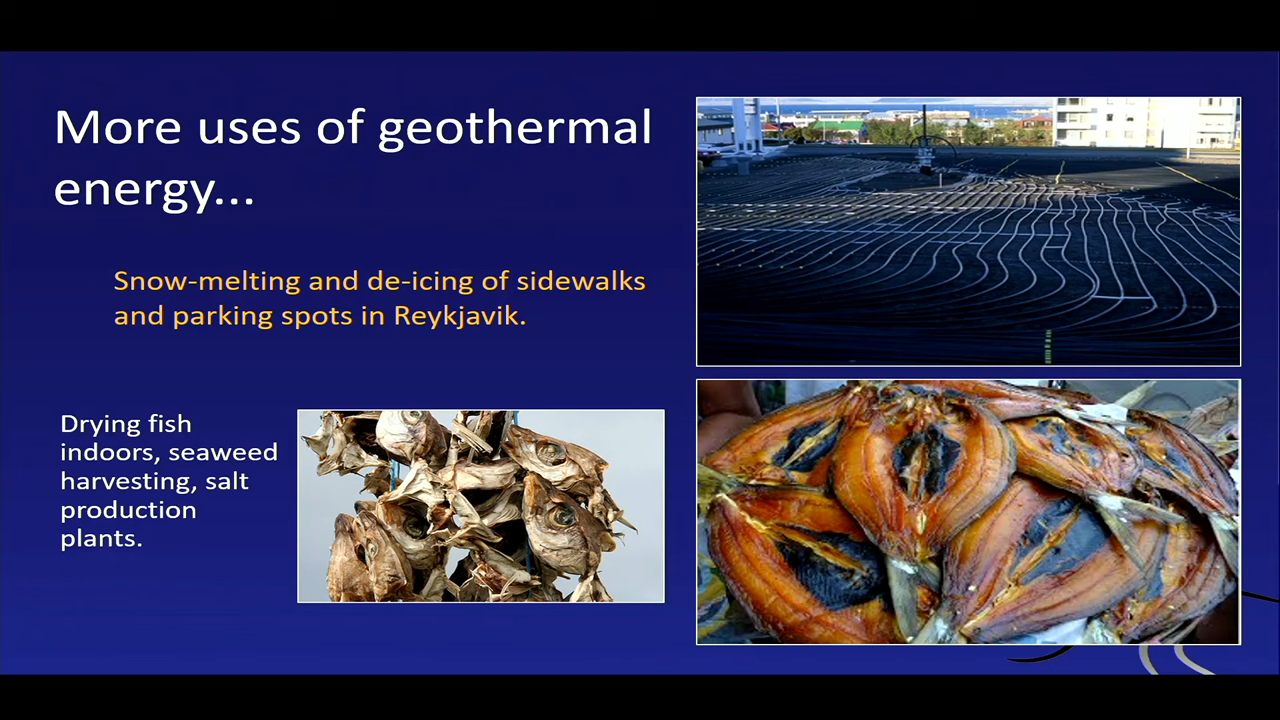 More uses of geothermal
energy...
Snow-melting and de-icing of sidewalks
and parking spots in Reykjavik.
Drying fish
indoors, seaweed
harvesting, salt
production
plants.